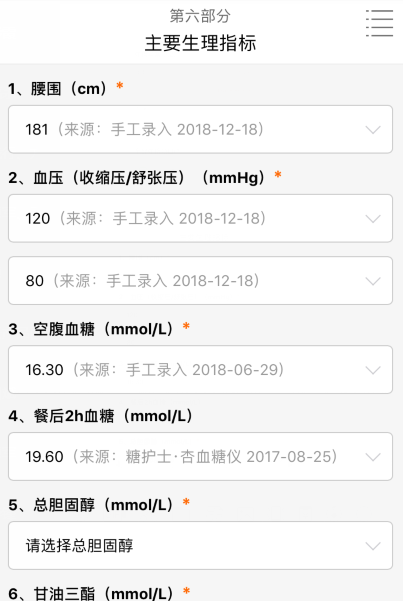 第六部分
主要生理指标
1、腰围（cm）*
181（来源：手工录入 2018-12-18）
2、血压（收缩压/舒张压）（mmHg）*
120（来源：手工录入 2018-12-18）
80（来源：手工录入 2018-12-18）
3、空腹血糖（mmol/L）*
16.30（来源：手工录入 2018-06-29）
4、餐后2h血糖（mmol/L）
19.60（来源：糖护士·杏血糖仪 2017-08-25）
5、总胆固醇（mmol/L）*
请选择总胆固醇
6、甘油三酯（mmol/L）*